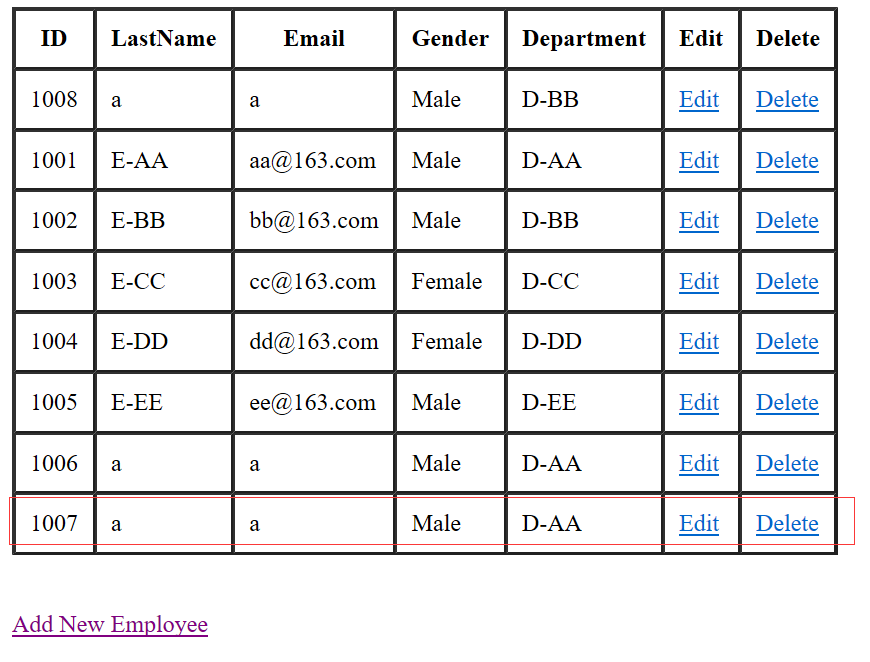 ID LastName Email Gender Department Edit Delete
1008 a a Male D-BB Edit Delete
1001 E-AA aa@163.com Male D-AA Edit Delete
1002 E-BB bb@163.com Male D-BB Edit Delete
1003 E-CC cc@163.com Female D-CC Edit Delete
1004 E-DD dd@163.com Female D-DD Edit Delete
1005 E-EE ee@163.com Male D-EE Edit Delete
1006 a a Male D-AA Edit Delete
1007 a a Male D-AA Edit Delete
Add New Employee